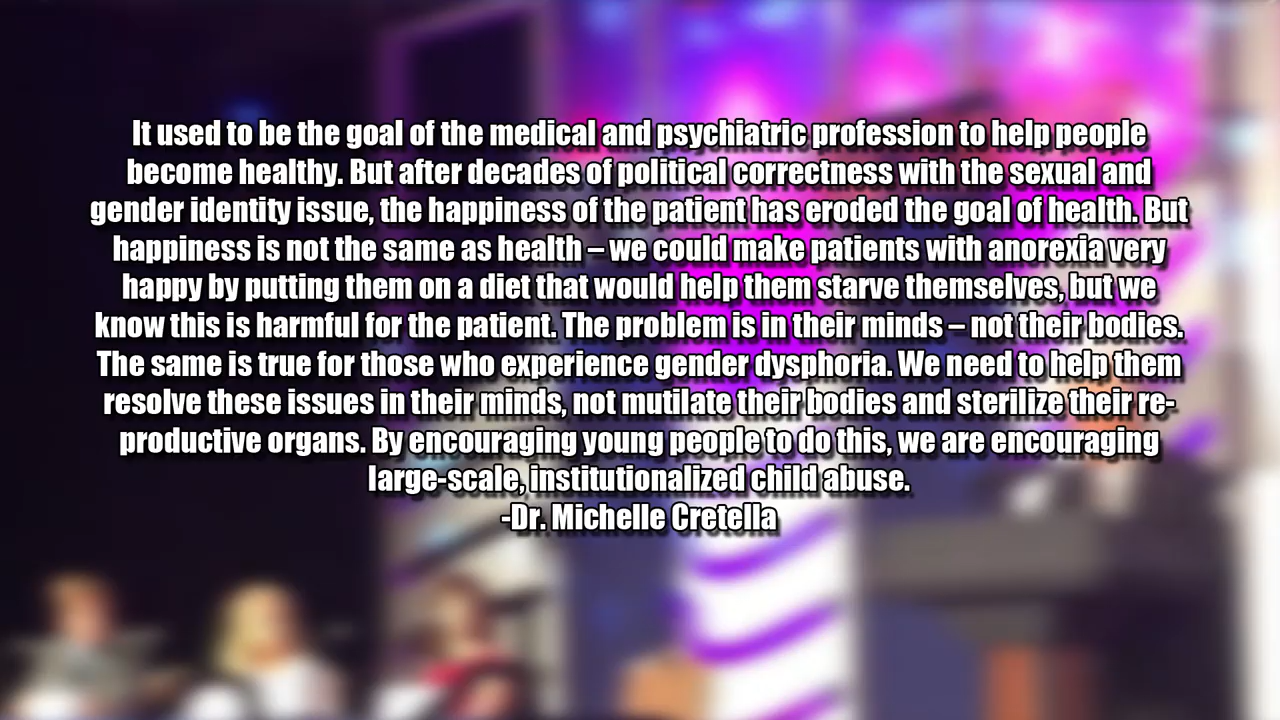 It used to be the goal of the medical and psychiatric profession to help people
become healthy. But after decades of political correctness with the sexual and
gender identity issue, the happiness of the patient has eroded the goal of health. But
happiness is not the same as health – we could make patients with anorexia very
happy by putting them on a diet that would help them starve themselves, but we
know this is harmful for the patient. The problem is in their minds – not their bodies.
The same is true for those who experience gender dysphoria. We need to help them
resolve these issues in their minds, not mutilate their bodies and sterilize their re-
productive organs. By encouraging young people to do this, we are encouraging
large-scale, institutionalized child abuse.
-Dr. Michelle Cretella